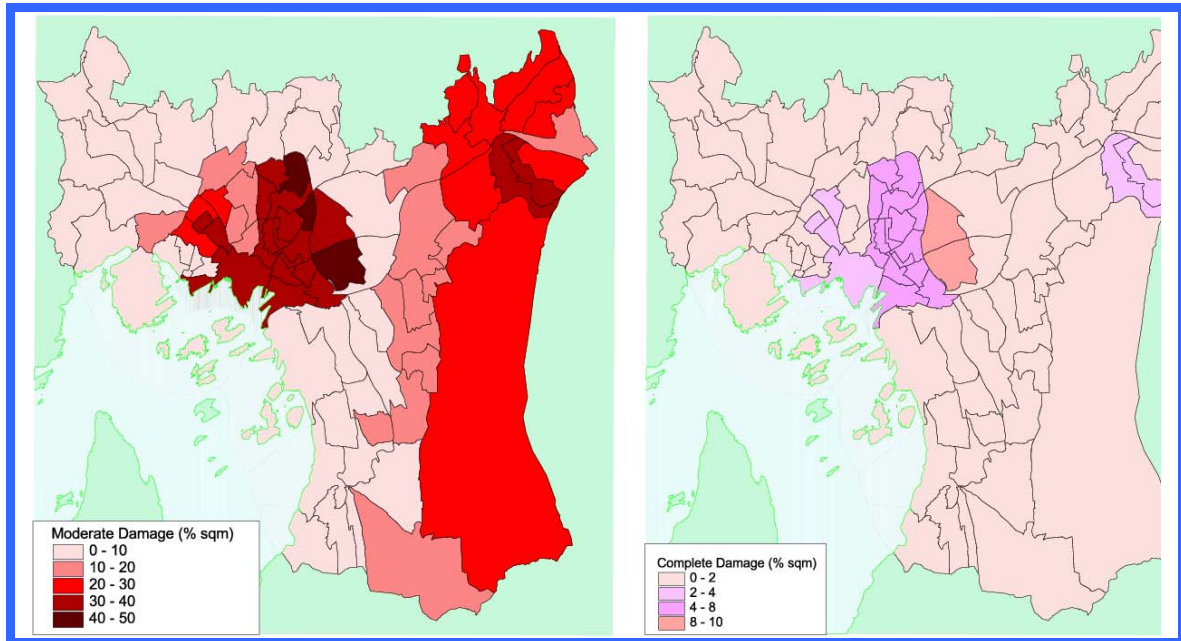 Moderate Damage (% sqm)
0 - 10
10 - 20
20 - 30
30 - 40
40 - 50
Complete Damage (% sqm)
0 - 2
2 - 4
4 - 8
8 - 10